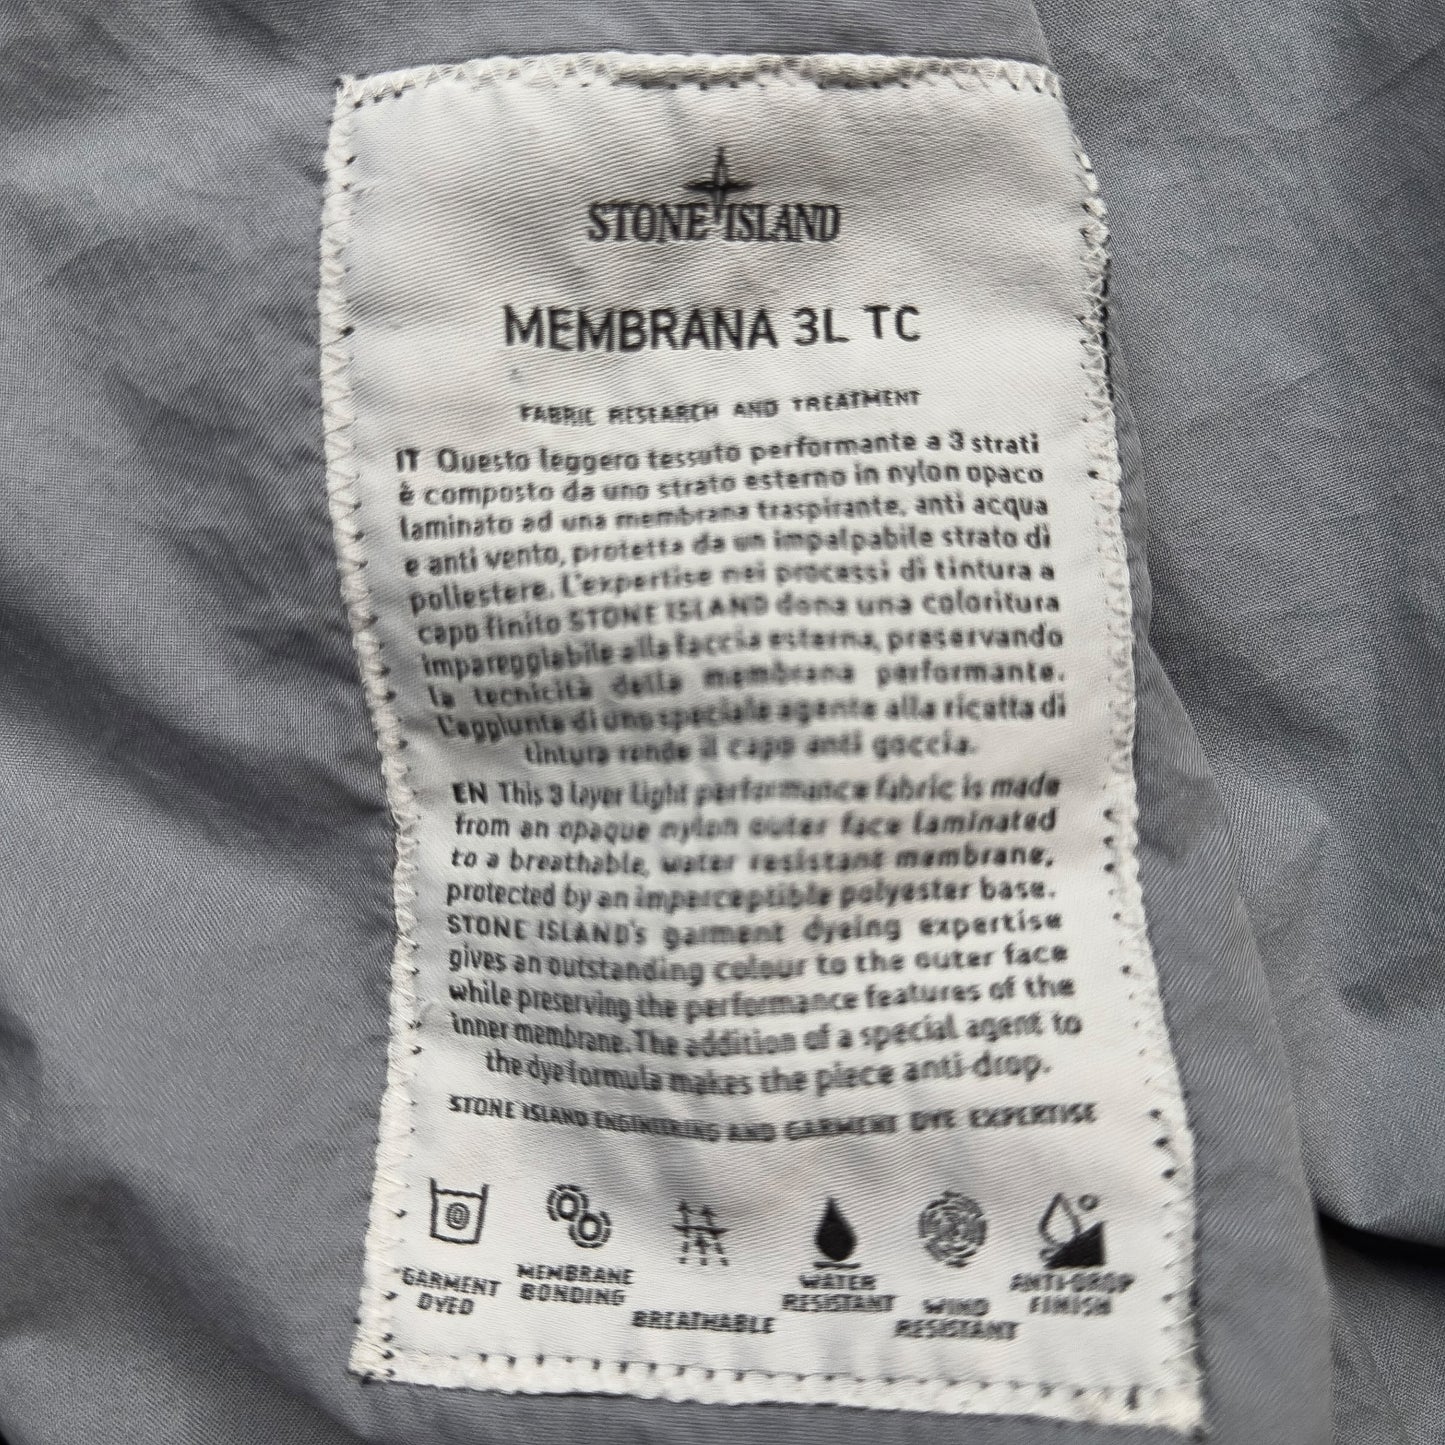 STONE ISLAND
MEMBRANA 3L TC
FABRIC RESEARCH AND TREATMENT
IT Questo leggero tessuto performante a 3 strati
è composto da uno strato esterno in nylon opaco
laminato ad una membrana traspirante, anti acqua
e anti vento, protetta da un impalpabile strato di
poliestere. L'expertise nei processi di tintura a
capo finito STONE ISLAND dona una coloritura
impareggiabile alla faccia esterna, preservando
la tecnicità della membrana performante.
L'aggiunta di uno speciale agente alla ricetta di
tintura rende il capo anti goccia.
EN This 3 layer light performance fabric is made
from an opaque nylon outer face laminated
to a breathable, water resistant membrane,
protected by an imperceptible polyester base.
STONE ISLAND's garment dyeing expertise
gives an outstanding colour to the outer face
while preserving the performance features of the
inner membrane. The addition of a special agent to
the dye formula makes the piece anti-drop.
STONE ISLAND ENGINEERING AND GARMENT DYE EXPERTISE
GARMENT
DYED
MEMBRANE
BONDING
BREATHABLE
WATER
RESISTANT
WIND
RESISTANT
ANTI-DROP
FINISH